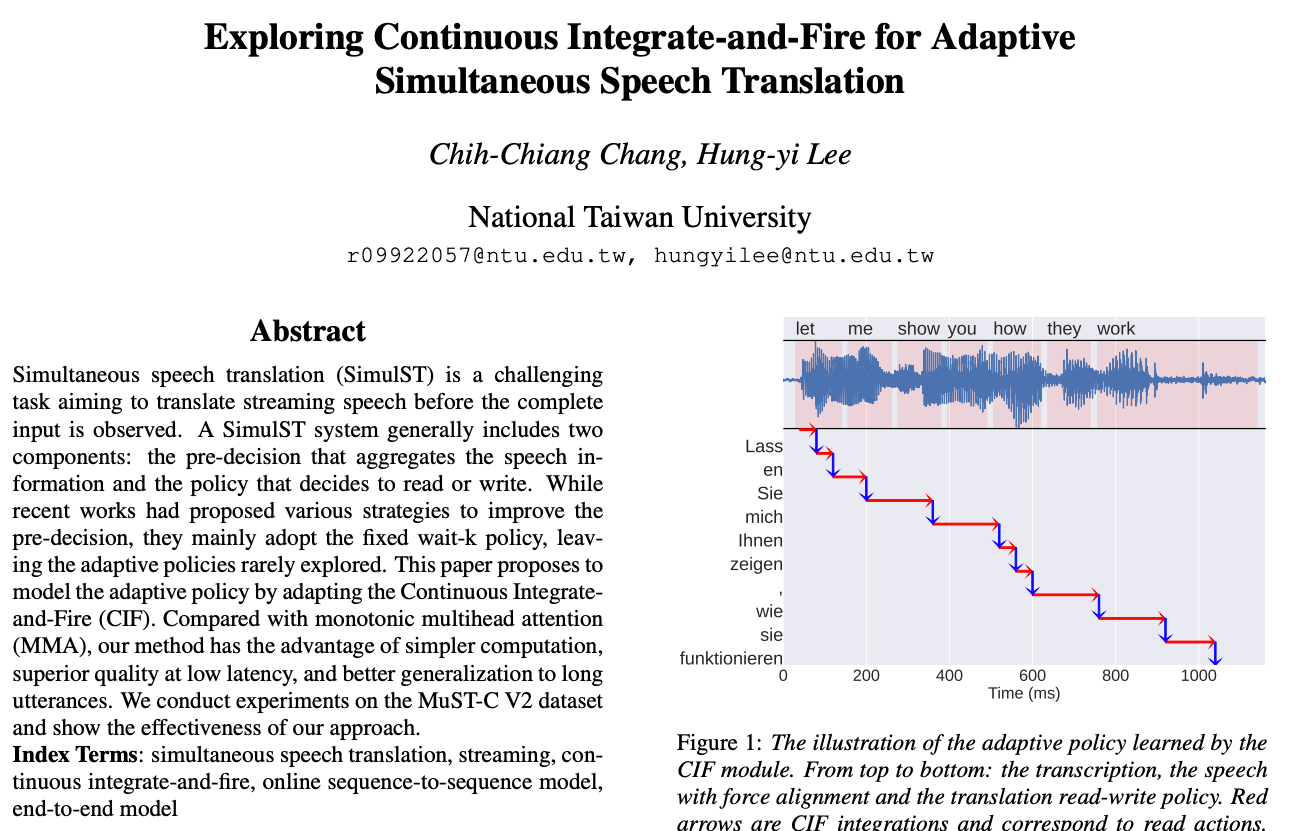 Exploring Continuous Integrate-and-Fire for Adaptive
Simultaneous Speech Translation
Chih-Chiang Chang, Hung-yi Lee
National Taiwan University
r09922057@ntu.edu.tw, hungyilee@ntu.edu.tw
Abstract
Simultaneous speech translation (SimulST) is a challenging
task aiming to translate streaming speech before the complete
input is observed. A SimulST system generally includes two
components: the pre-decision that aggregates the speech in-
formation and the policy that decides to read or write. While
recent works had proposed various strategies to improve the
pre-decision, they mainly adopt the fixed wait-k policy, leav-
ing the adaptive policies rarely explored. This paper proposes to
model the adaptive policy by adapting the Continuous Integrate-
and-Fire (CIF). Compared with monotonic multihead attention
(MMA), our method has the advantage of simpler computation,
superior quality at low latency, and better generalization to long
utterances. We conduct experiments on the MuST-C V2 dataset
and show the effectiveness of our approach.
Index Terms: simultaneous speech translation, streaming, con-
tinuous integrate-and-fire, online sequence-to-sequence model,
end-to-end model
let me show you how they work
Lass
en
Sie
mich
Ihnen
zeigen
,
wie
sie
funktionieren
0 200 400 600 800 1000
Time (ms)
Figure 1: The illustration of the adaptive policy learned by the
CIF module. From top to bottom: the transcription, the speech
with force alignment and the translation read-write policy. Red
arrows are CIF integrations and correspond to read actions.